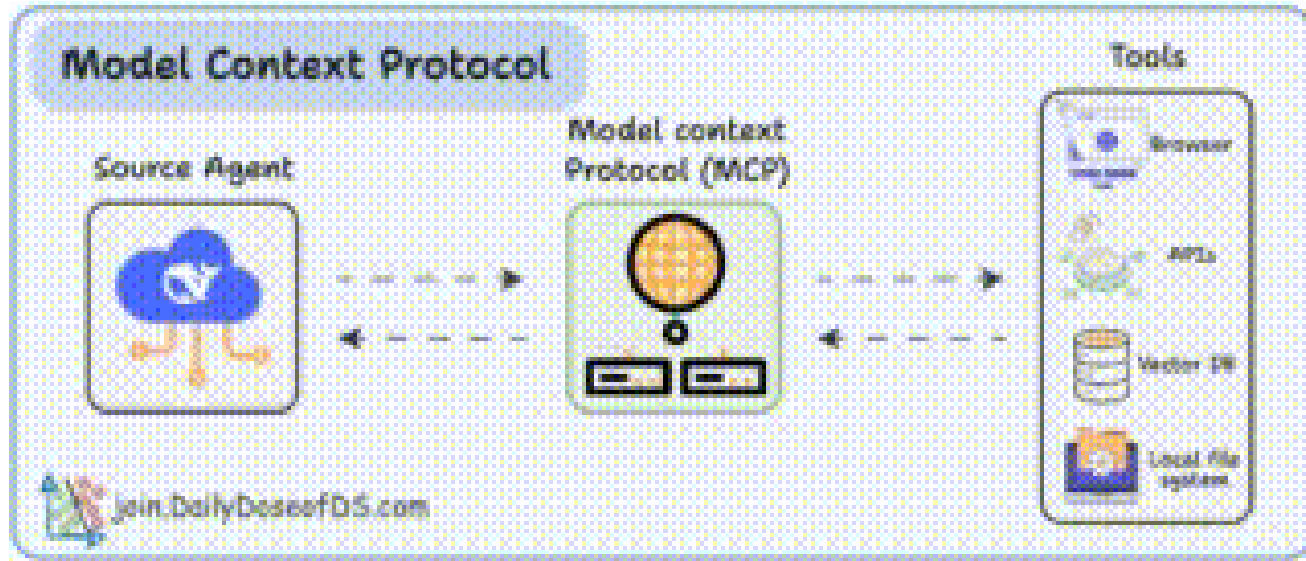 Model Context Protocol
Source Agent
Model context
Protocol (MCP)
Tools
Browser
APIs
Vector DB
Local file
system
join.DailyDoseofDS.com